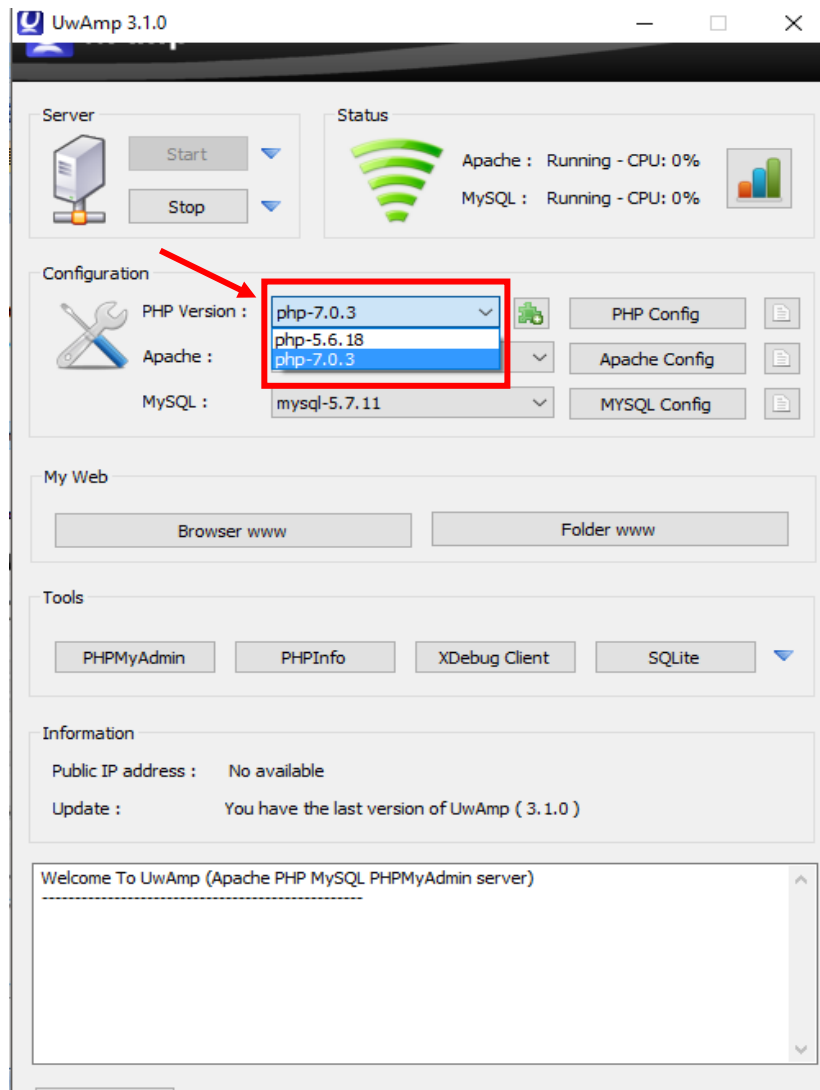 UwAmp 3.1.0
Server
Start
Stop
Status
Apache : Running - CPU: 0%
MySQL : Running - CPU: 0%
Configuration
PHP Version : php-7.0.3 PHP Config
php-5.6.18
php-7.0.3
Apache : Apache Config
MySQL : mysql-5.7.11 MYSQL Config
My Web
Browser www Folder www
Tools
PHPMyAdmin PHPInfo XDebug Client SQLite
Information
Public IP address : No available
Update : You have the last version of UwAmp ( 3.1.0 )
Welcome To UwAmp (Apache PHP MySQL PHPMyAdmin server)
-------------------------------------------------